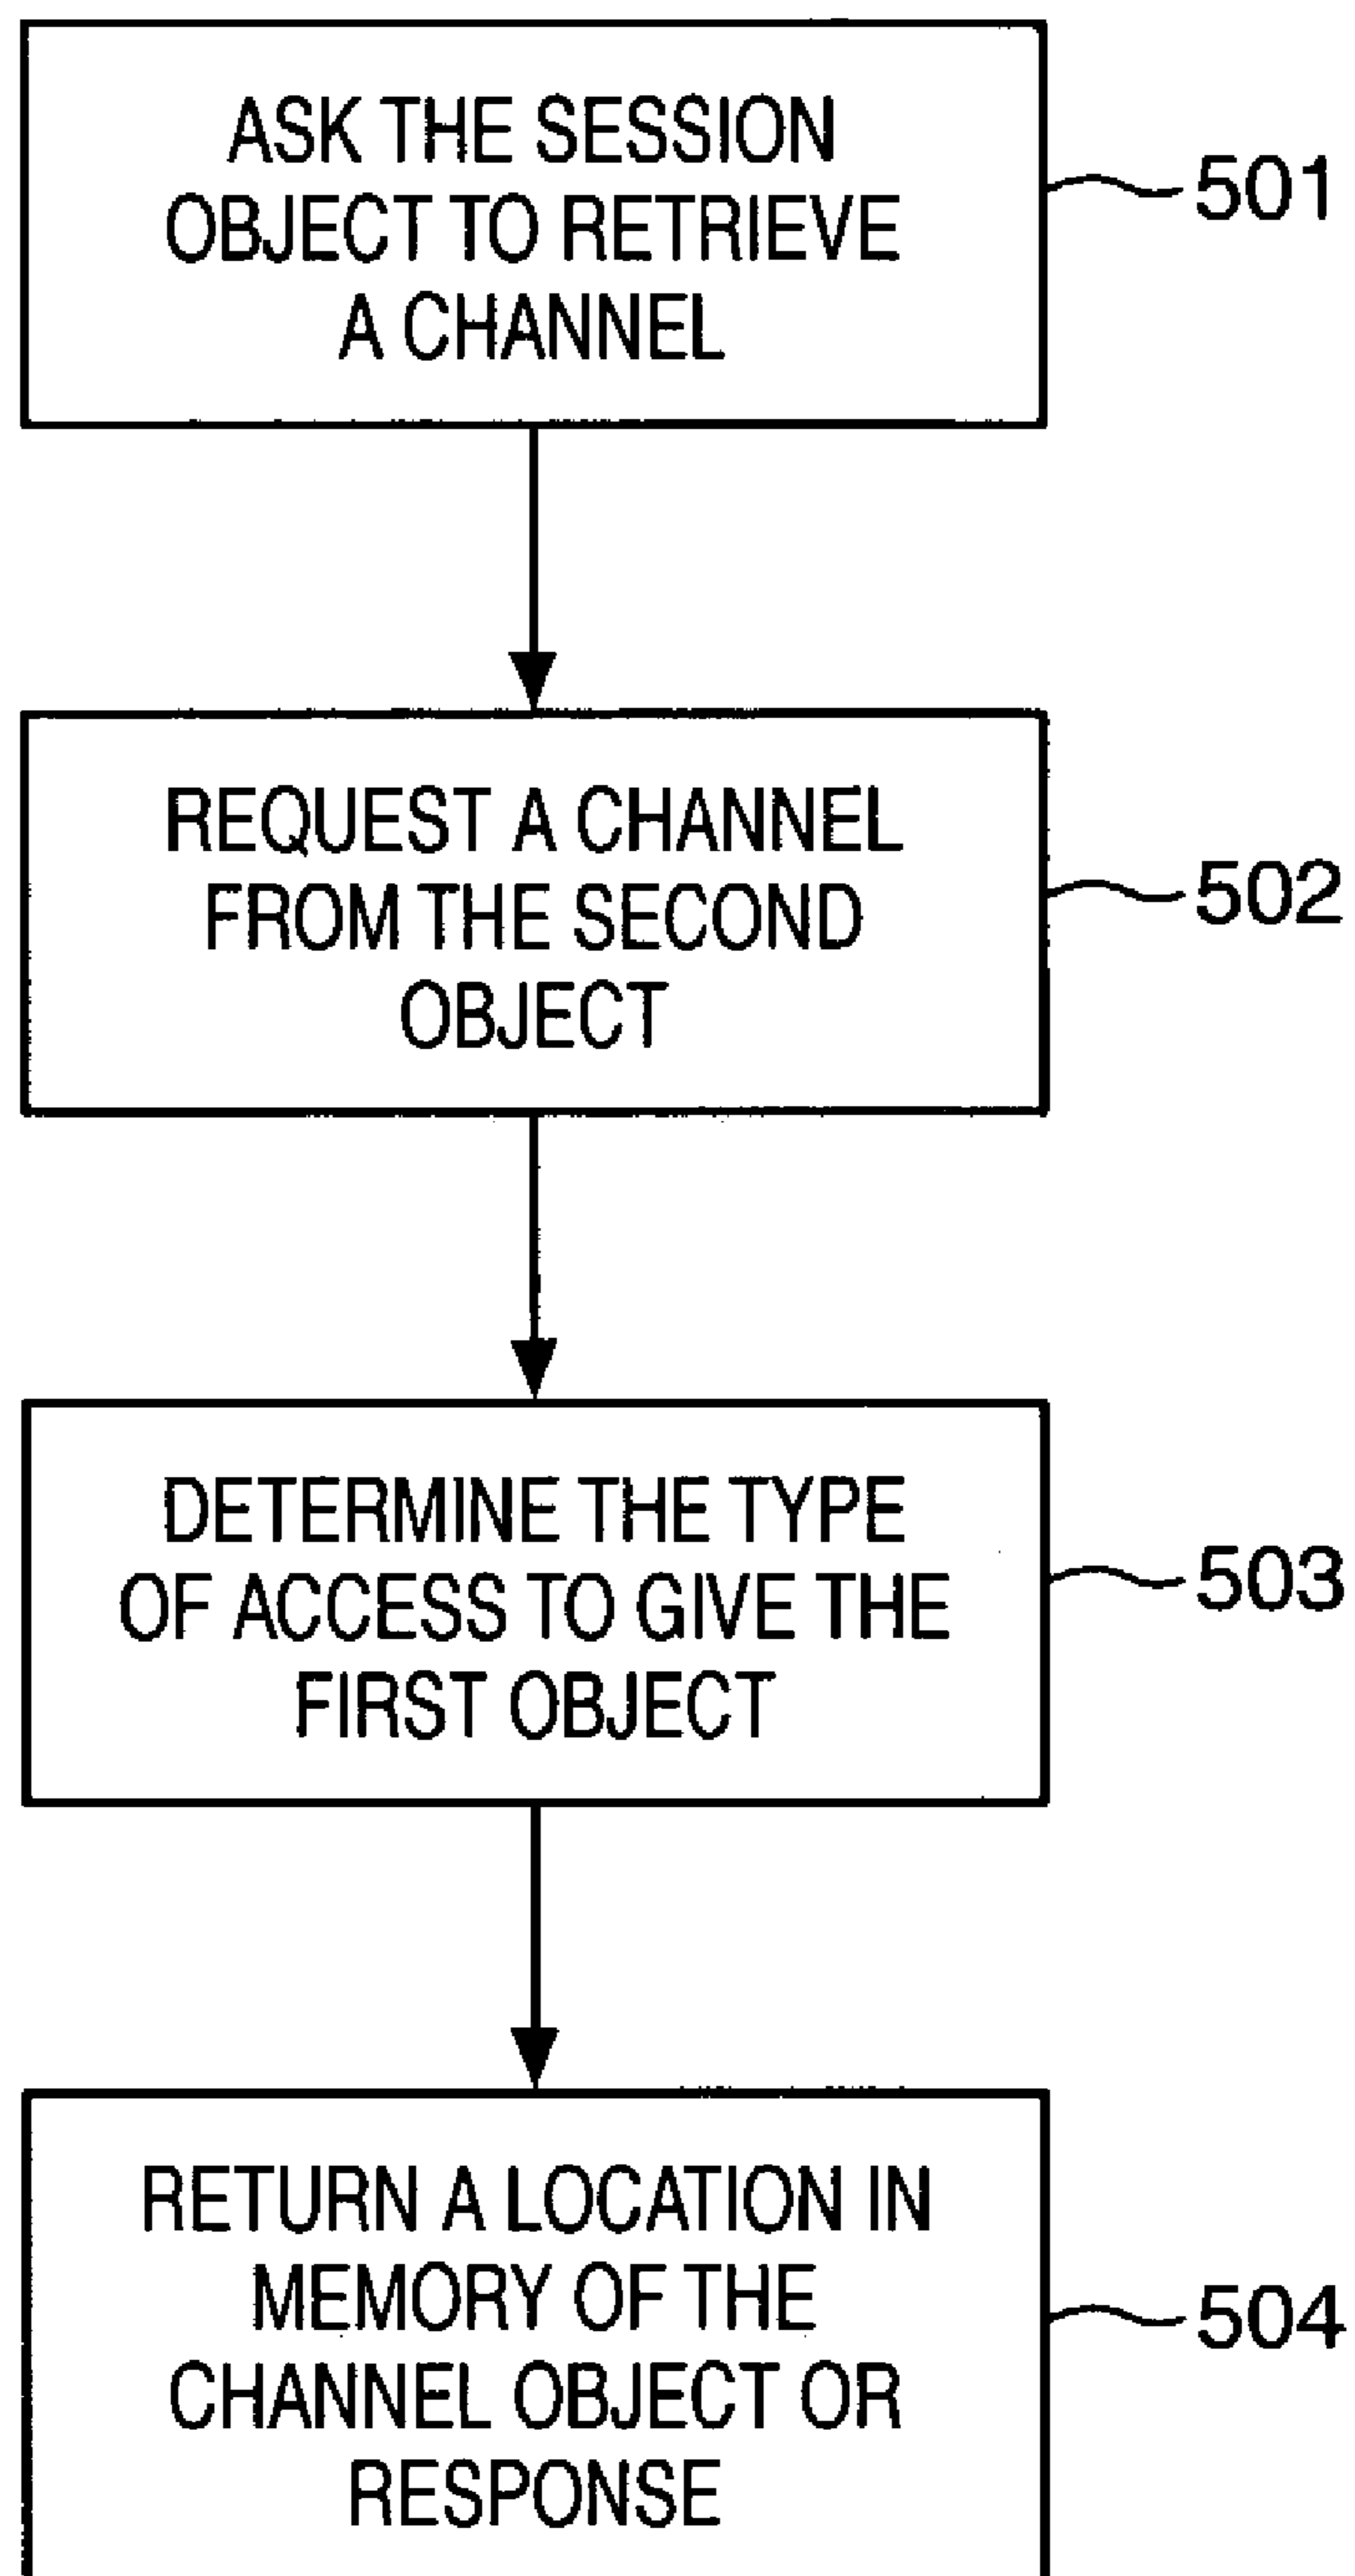 ASK THE SESSION
OBJECT TO RETRIEVE
A CHANNEL
501
REQUEST A CHANNEL
FROM THE SECOND
OBJECT
502
DETERMINE THE TYPE
OF ACCESS TO GIVE THE
FIRST OBJECT
503
RETURN A LOCATION IN
MEMORY OF THE
CHANNEL OBJECT OR
RESPONSE
504